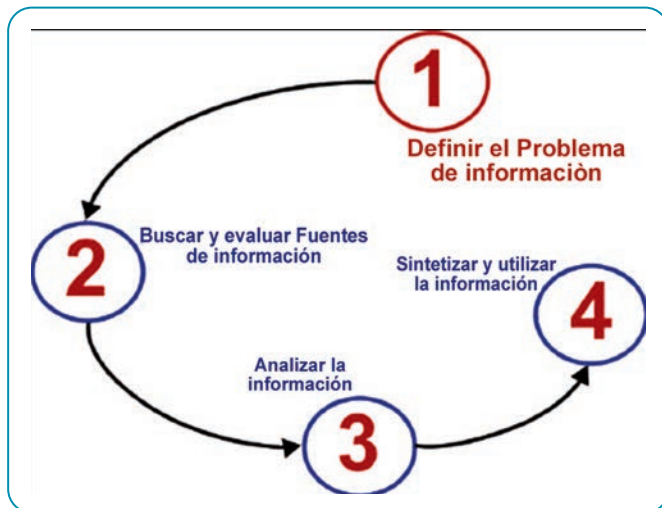 1
Definir el Problema
de informaciòn
2
Buscar y evaluar Fuentes
de información
Analizar la
información
3
Sintetizar y utilizar
la información
4